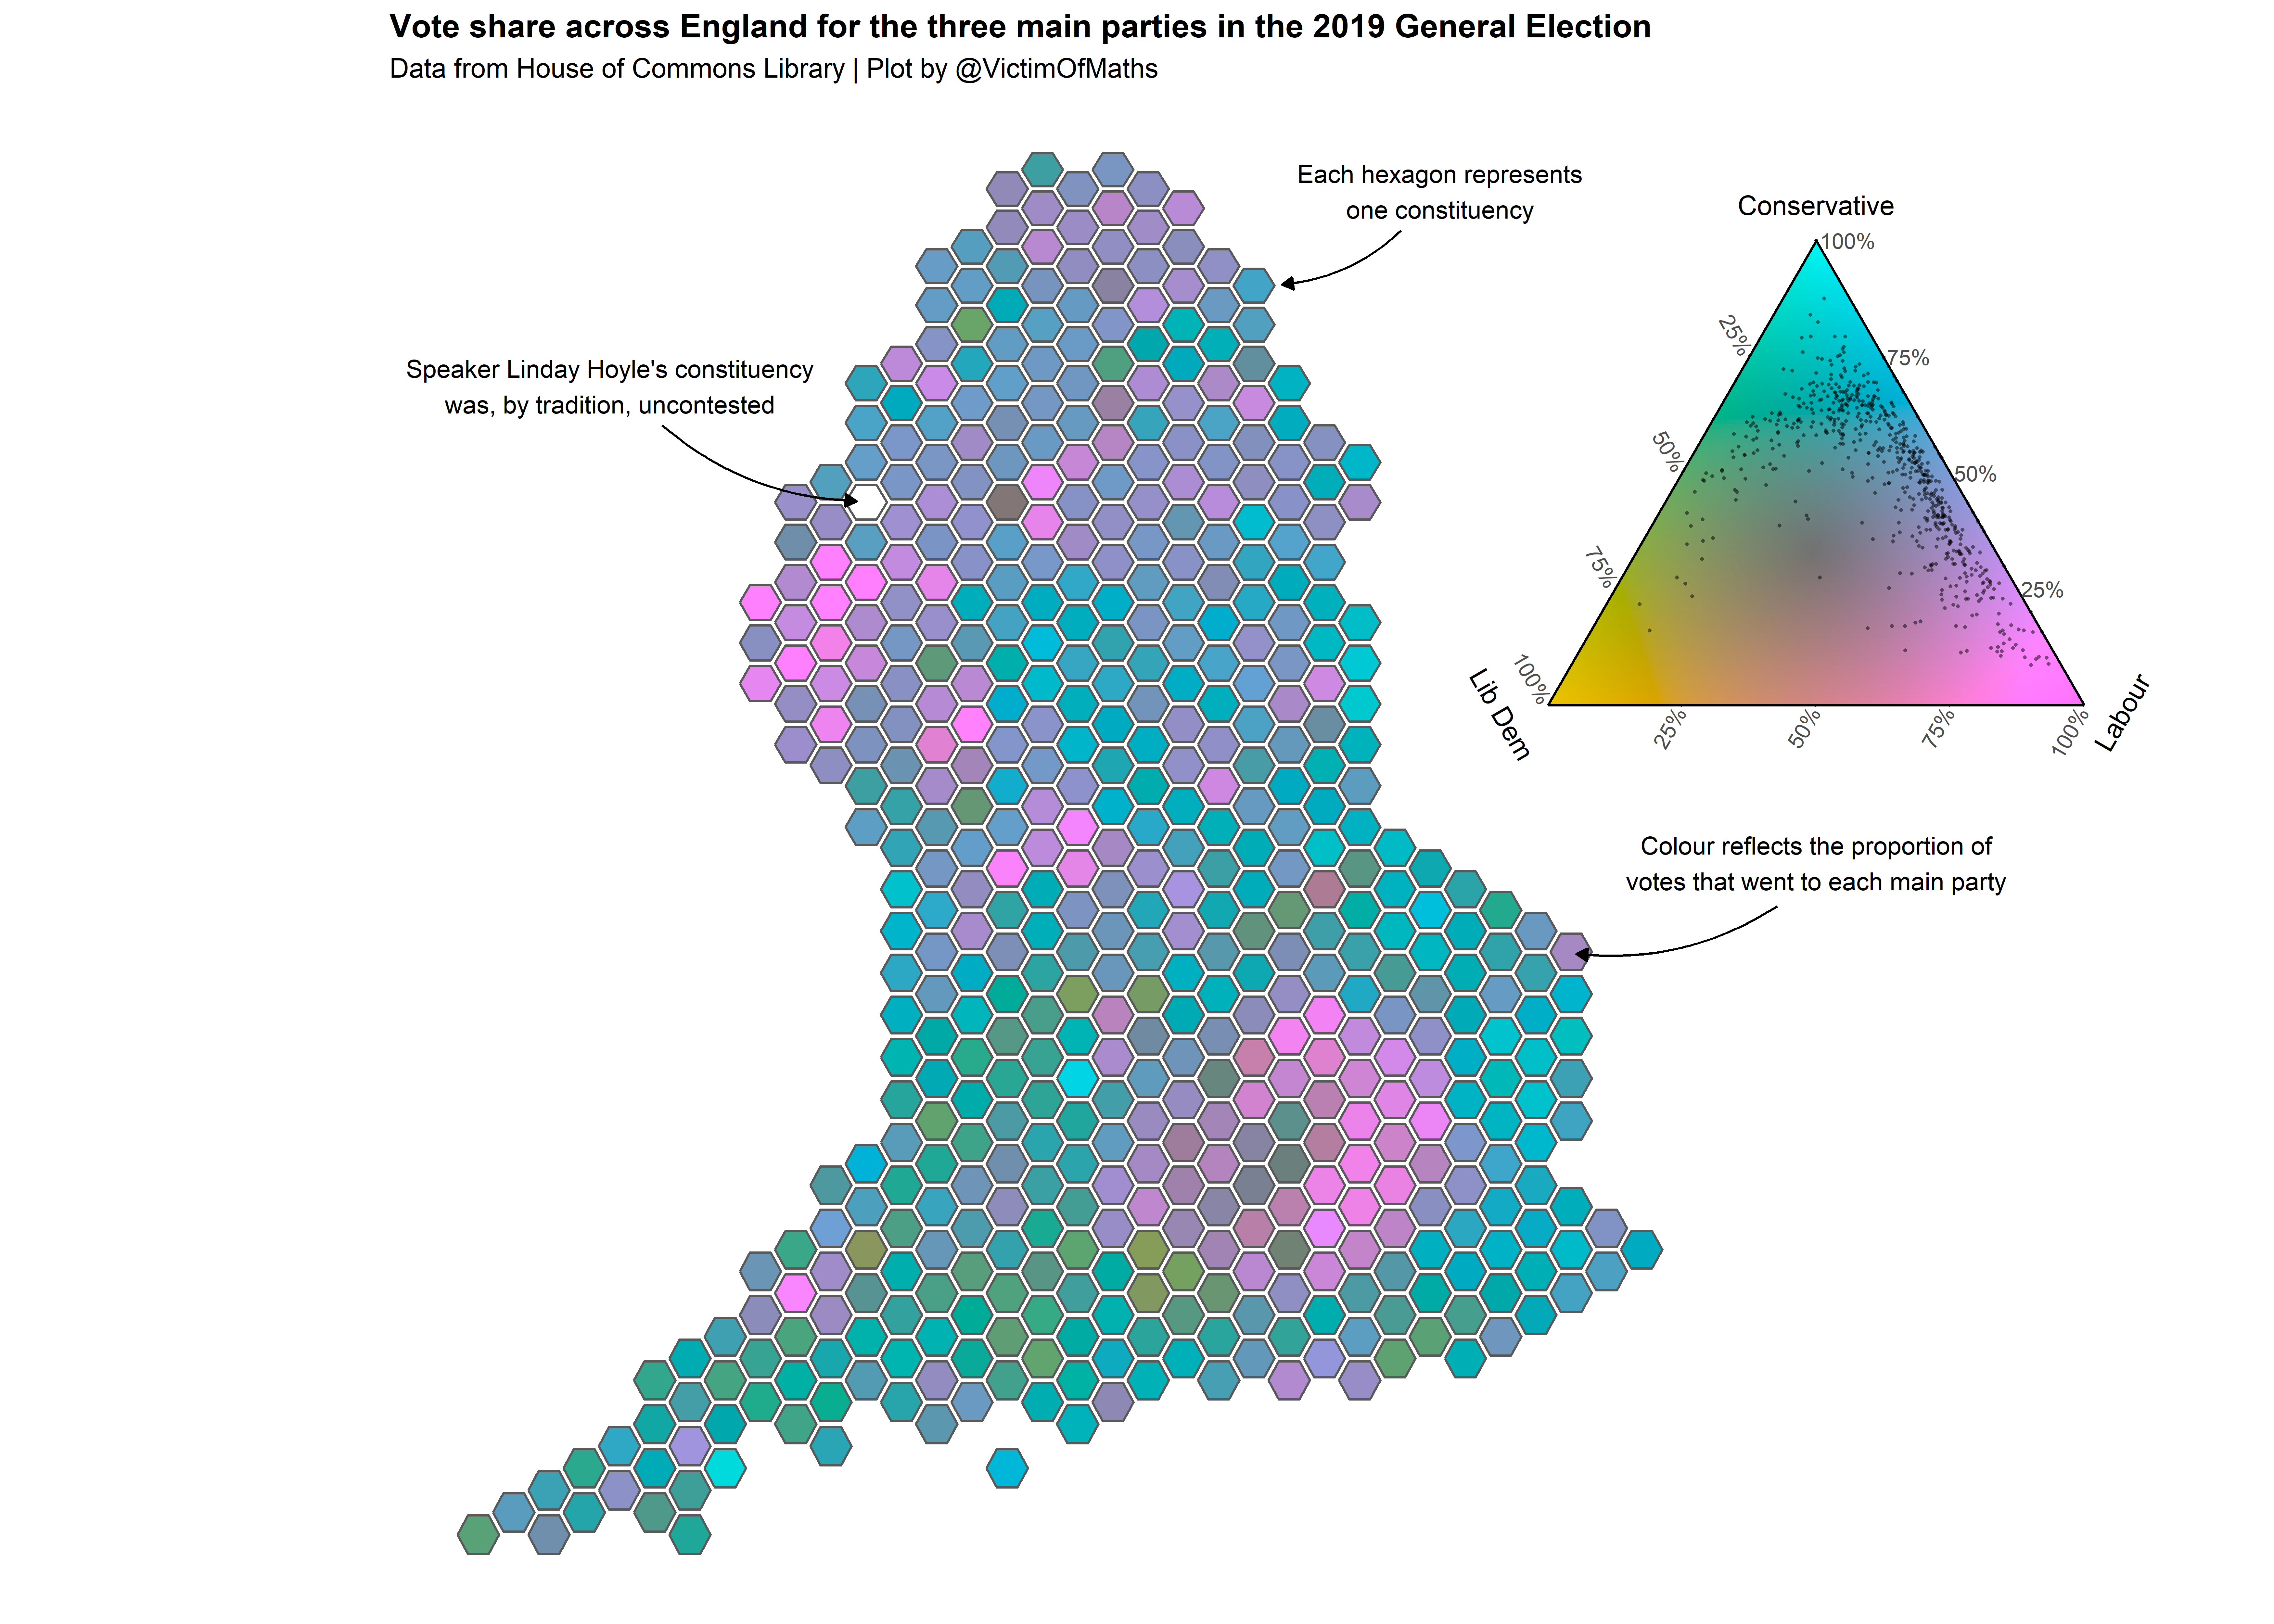 Vote share across England for the three main parties in the 2019 General Election
Data from House of Commons Library | Plot by @VictimOfMaths
Each hexagon represents
one constituency
Speaker Linday Hoyle's constituency
was, by tradition, uncontested
Conservative
100%
75%
50%
25%
25%
50%
75%
100%
Lib Dem
25%
50%
75%
100%
Labour
Colour reflects the proportion of
votes that went to each main party